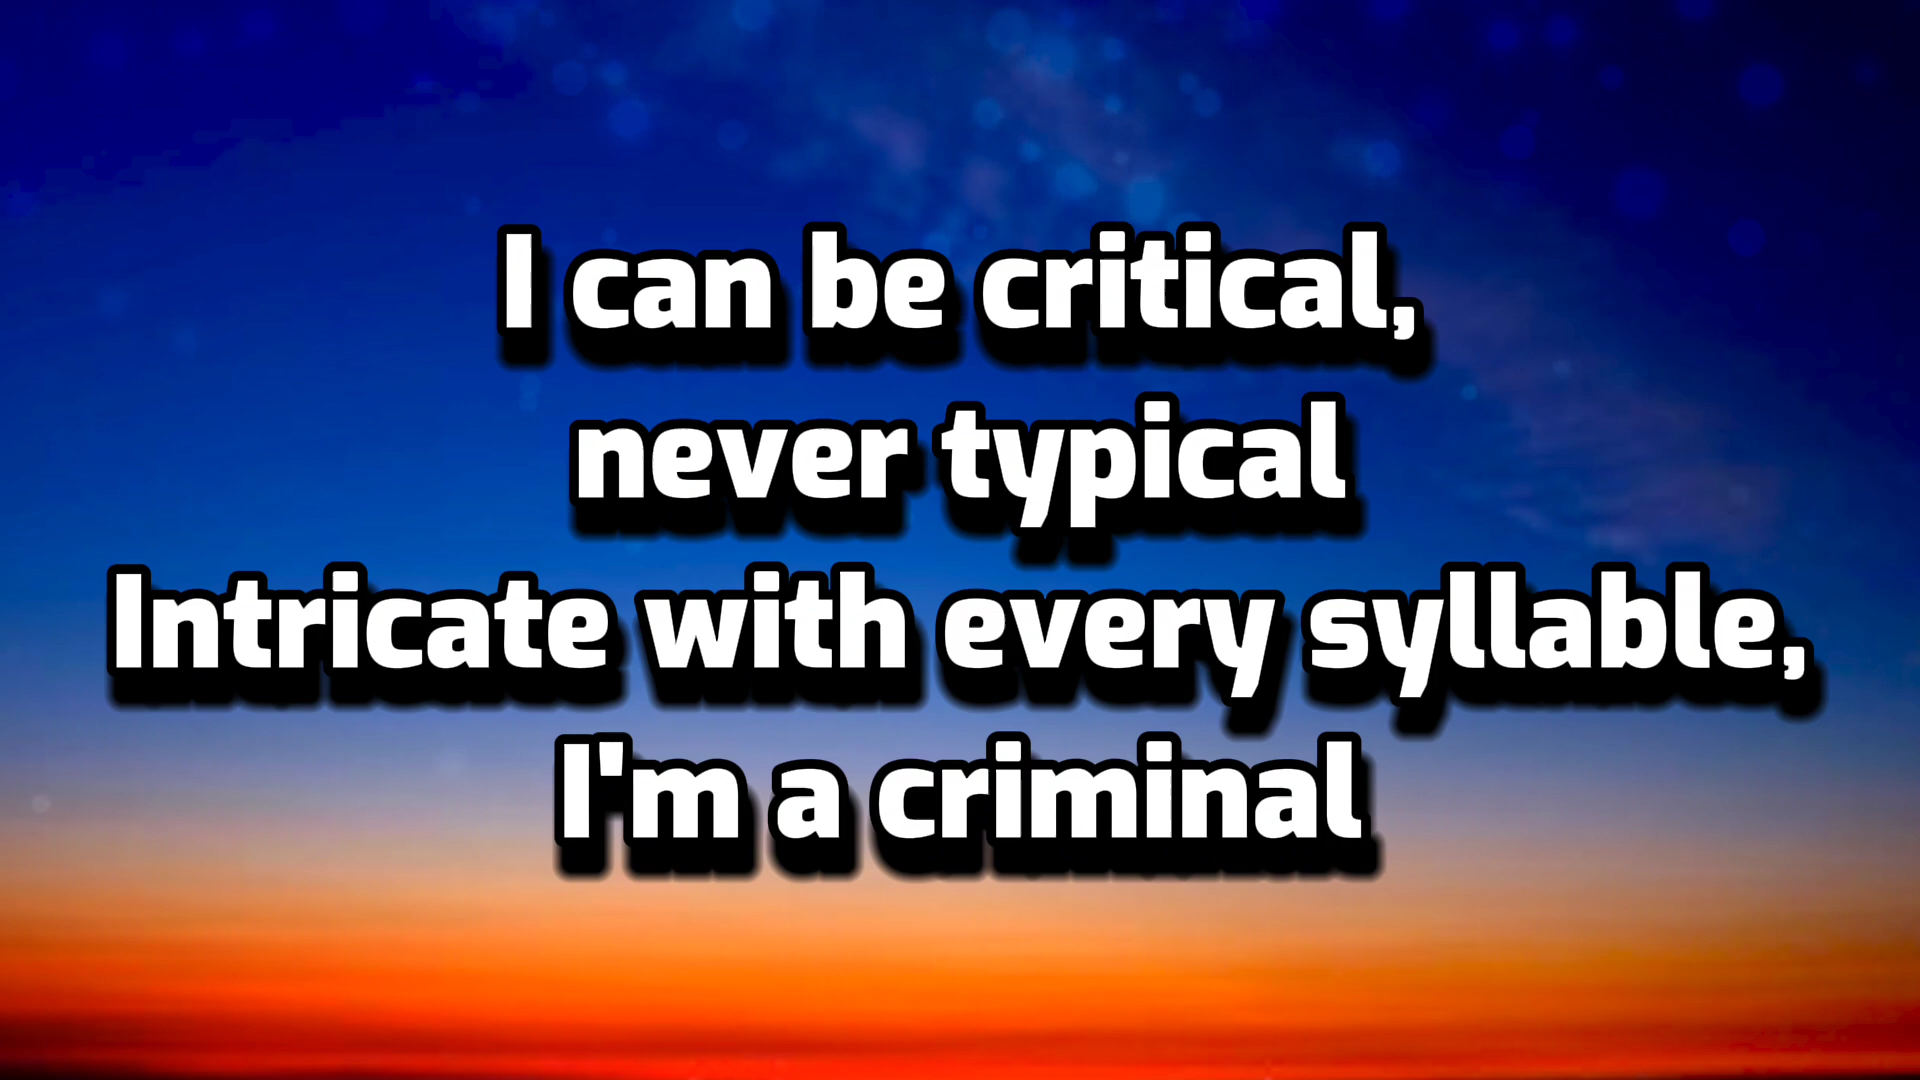 I can be critical,
never typical
Intricate with every syllable,
I'm a criminal